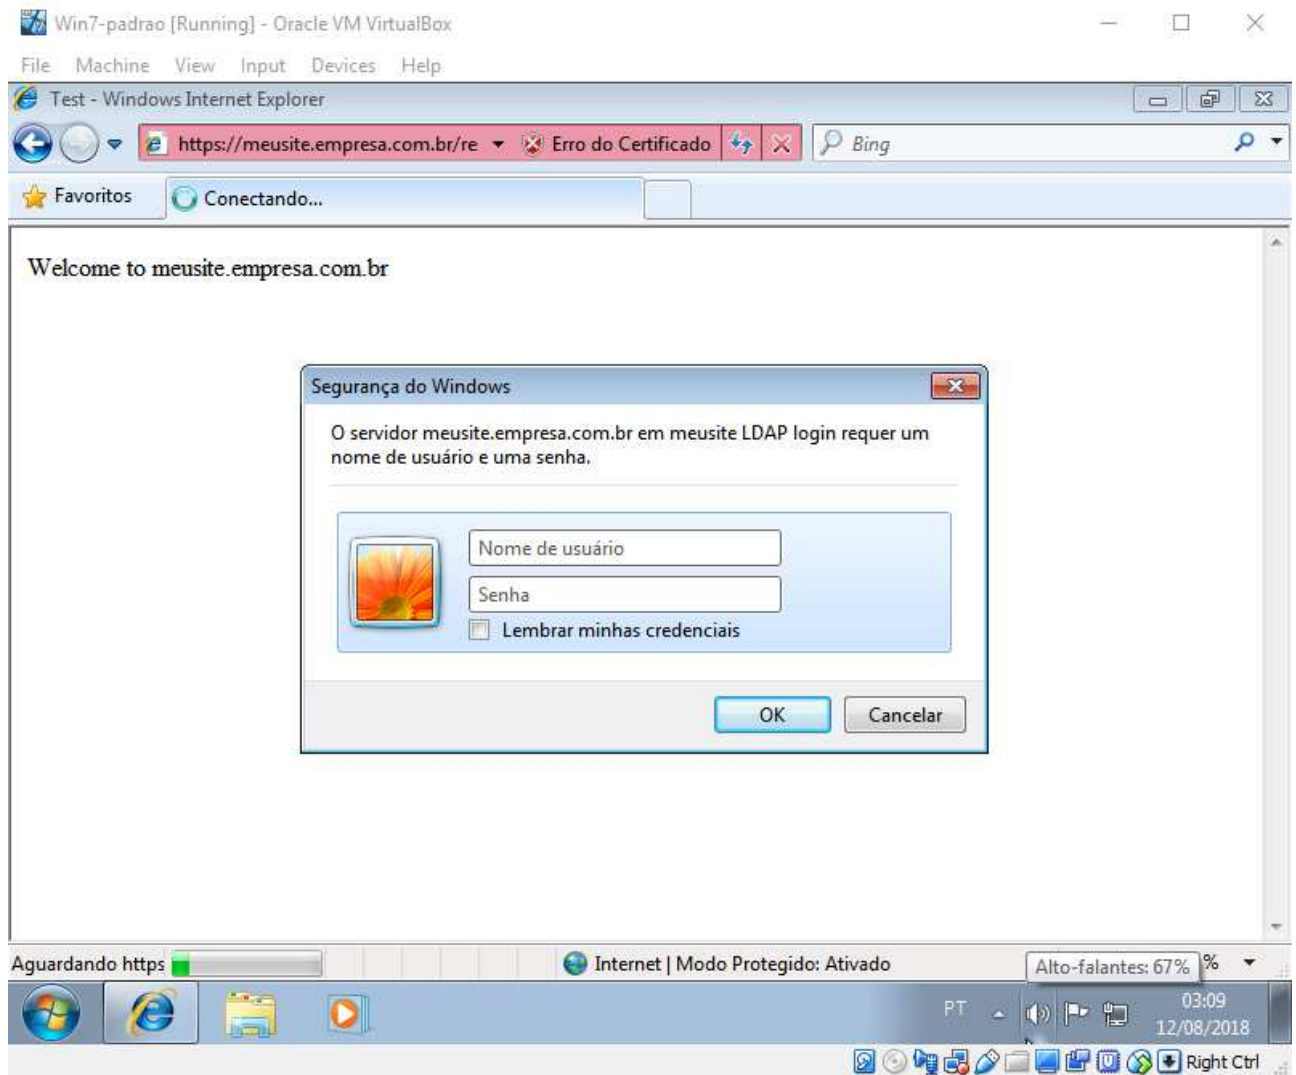 Win7-padrao [Running] - Oracle VM VirtualBox
File Machine View Input Devices Help
Test - Windows Internet Explorer
https://meusite.empresa.com.br/re Erro do Certificado Bing
Favoritos Conectando...
Welcome to meusite.empresa.com.br
Segurança do Windows
O servidor meusite.empresa.com.br em meusite LDAP login requer um
nome de usuário e uma senha.
Nome de usuário
Senha
Lembrar minhas credenciais
OK Cancelar
Aguardando https Internet | Modo Protegido: Ativado Alto-falantes: 67% %
PT 03:09
12/08/2018
Right Ctrl